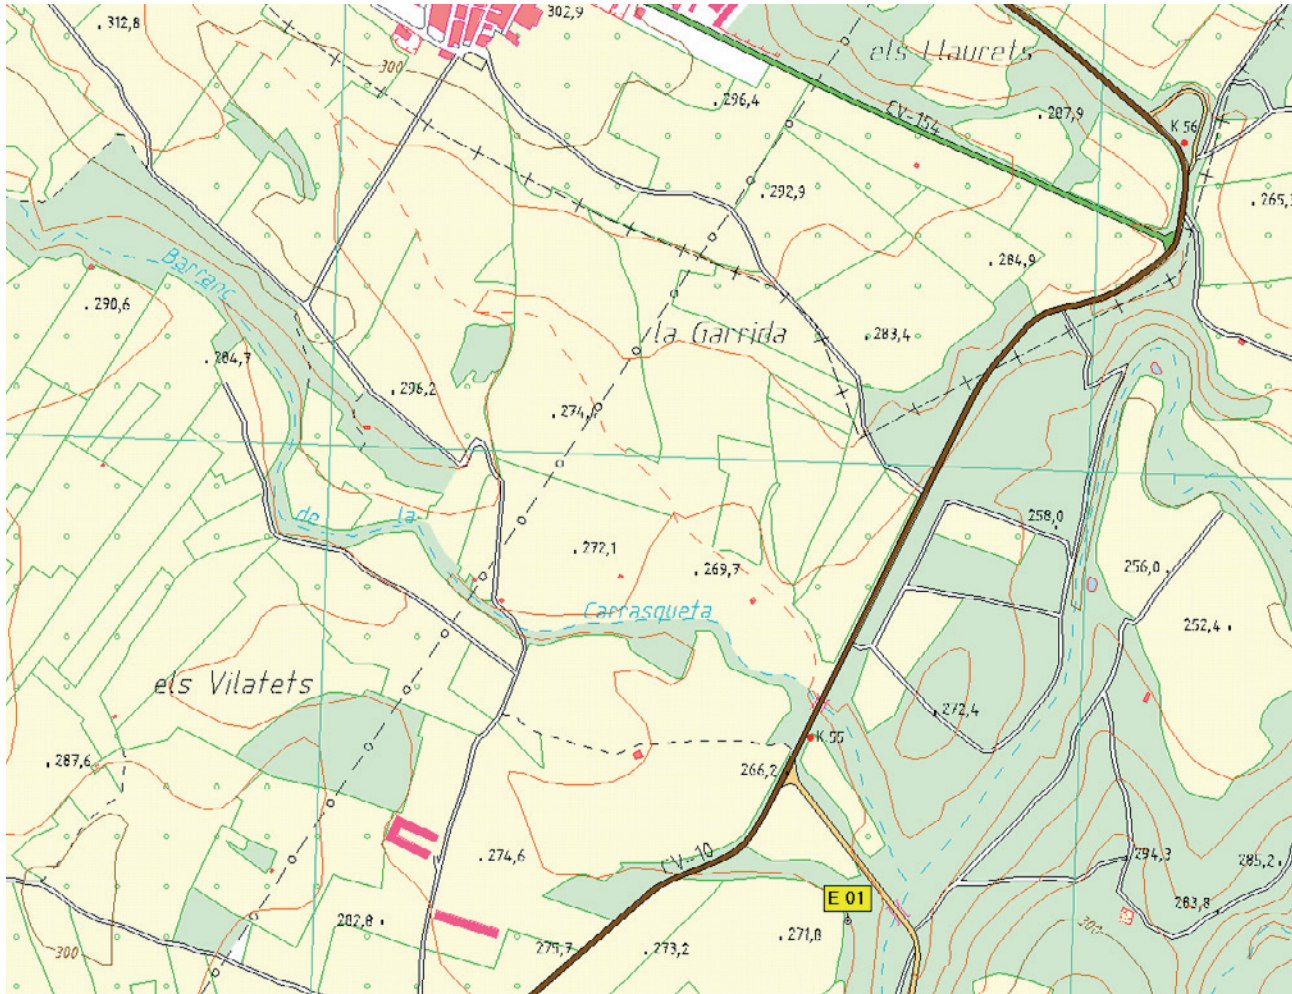 312,8
302,9
els Llaurets
300
296,4
CV-154
287,9
K 56
292,9
265,3
Barranc
284,9
290,6
la Garrida
283,4
284,7
296,2
274,
de la
258,0
272,1
269,7
256,0
Carrasqueta
252,4
els Vilatets
272,4
K 55
287,6
266,2
CV-10
274,6
294,3
285,2
E 01
283,8
282,8
300
275,7
273,2
271,8
300